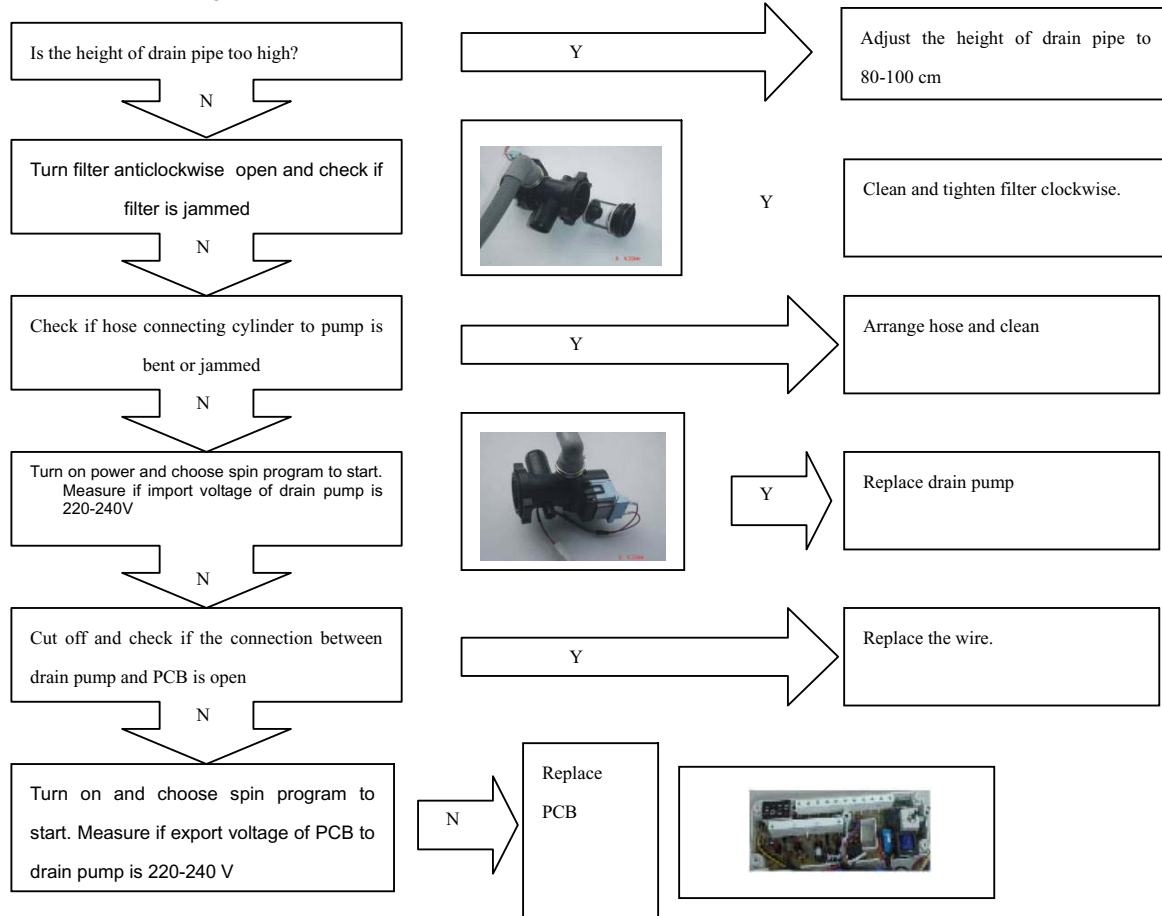 Is the height of drain pipe too high?
Y
Adjust the height of drain pipe to
80-100 cm
N
Turn filter anticlockwise open and check if
filter is jammed
Y
Clean and tighten filter clockwise.
N
Check if hose connecting cylinder to pump is
bent or jammed
Y
Arrange hose and clean
N
Turn on power and choose spin program to start.
Measure if import voltage of drain pump is
220-240V
Y
Replace drain pump
N
Cut off and check if the connection between
drain pump and PCB is open
Y
Replace the wire.
N
Turn on and choose spin program to
start. Measure if export voltage of PCB to
drain pump is 220-240 V
N
Replace
PCB